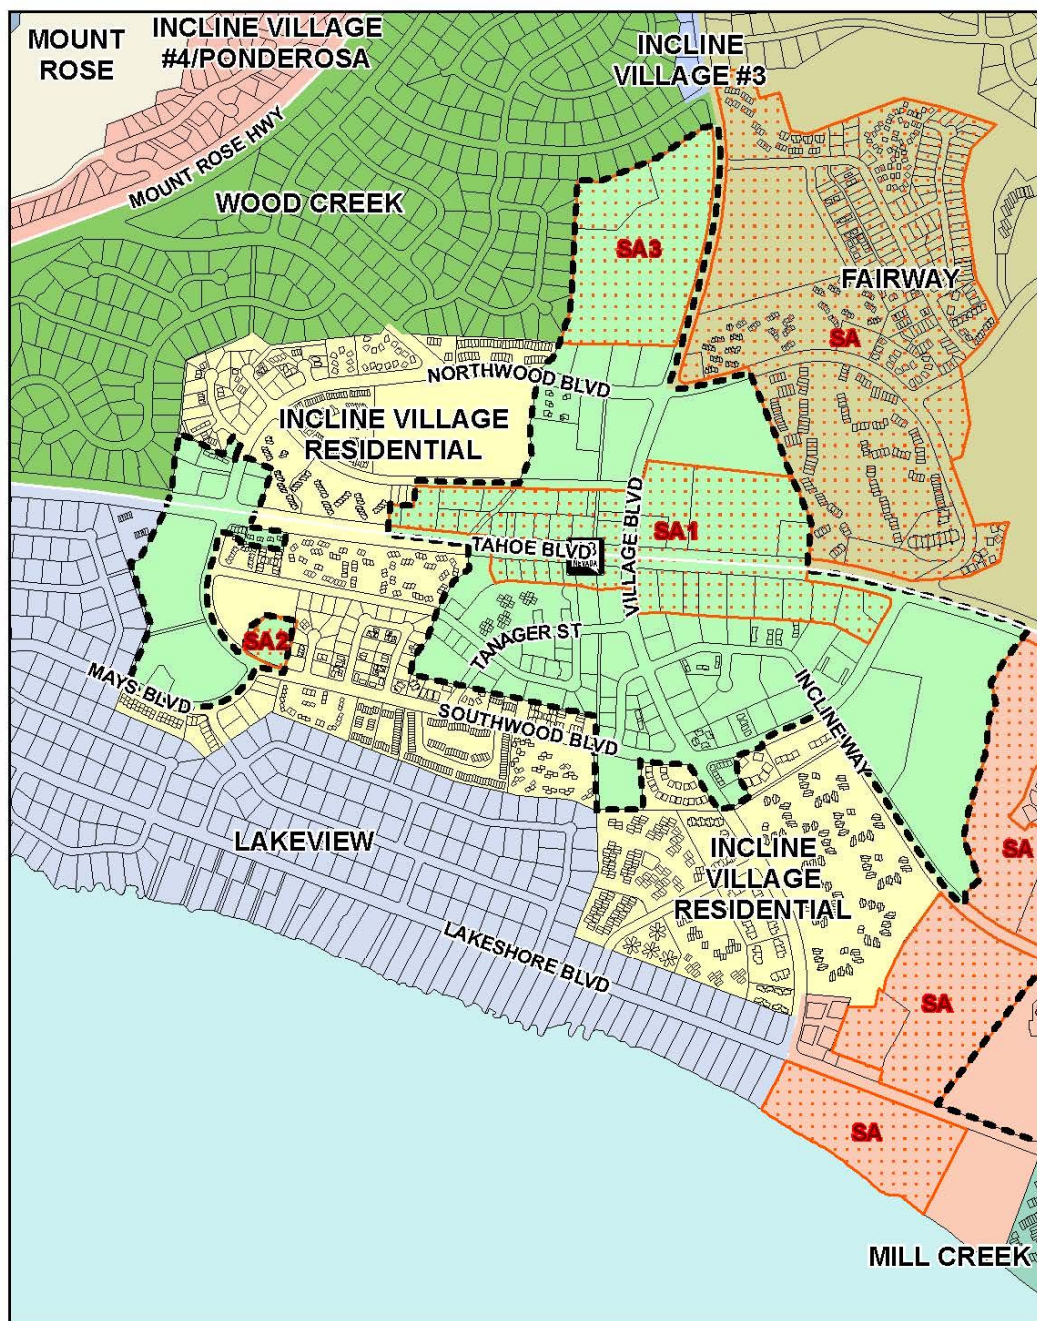 MOUNT
ROSE
INCLINE VILLAGE
#4/PONDEROSA
INCLINE
VILLAGE #3
MOUNT ROSE HWY
WOOD CREEK
SA3
FAIRWAY
SA
NORTHWOOD BLVD
INCLINE VILLAGE
RESIDENTIAL
VILLAGE BLVD
SA1
TAHOE BLVD
NEVADA
TANAGER ST
SA2
MAYS BLVD
SOUTHWOOD BLVD
INCLINE WAY
LAKEVIEW
INCLINE
VILLAGE
RESIDENTIAL
SA
LAKESHORE BLVD
SA
SA
MILL CREEK